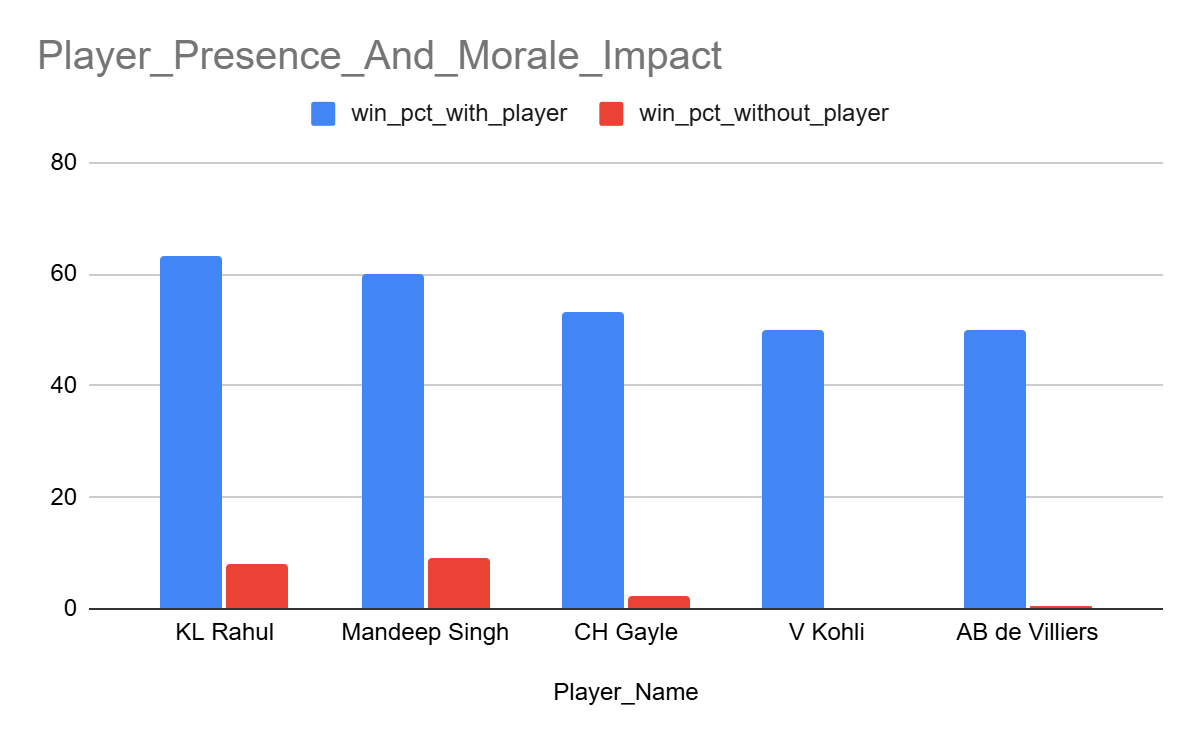 Player_Presence_And_Morale_Impact
win_pct_with_player win_pct_without_player
80
60
40
20
0
KL Rahul Mandeep Singh CH Gayle V Kohli AB de Villiers
Player_Name